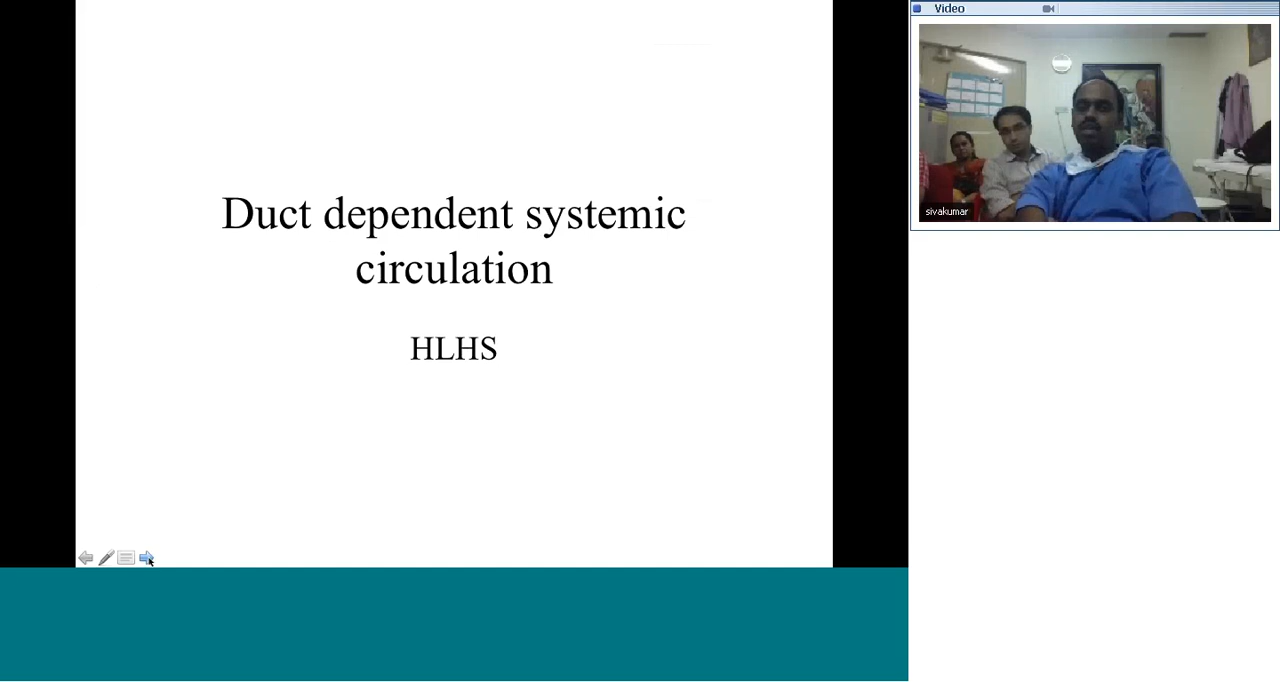 Duct dependent systemic
circulation
HLHS
Video
sivakumar